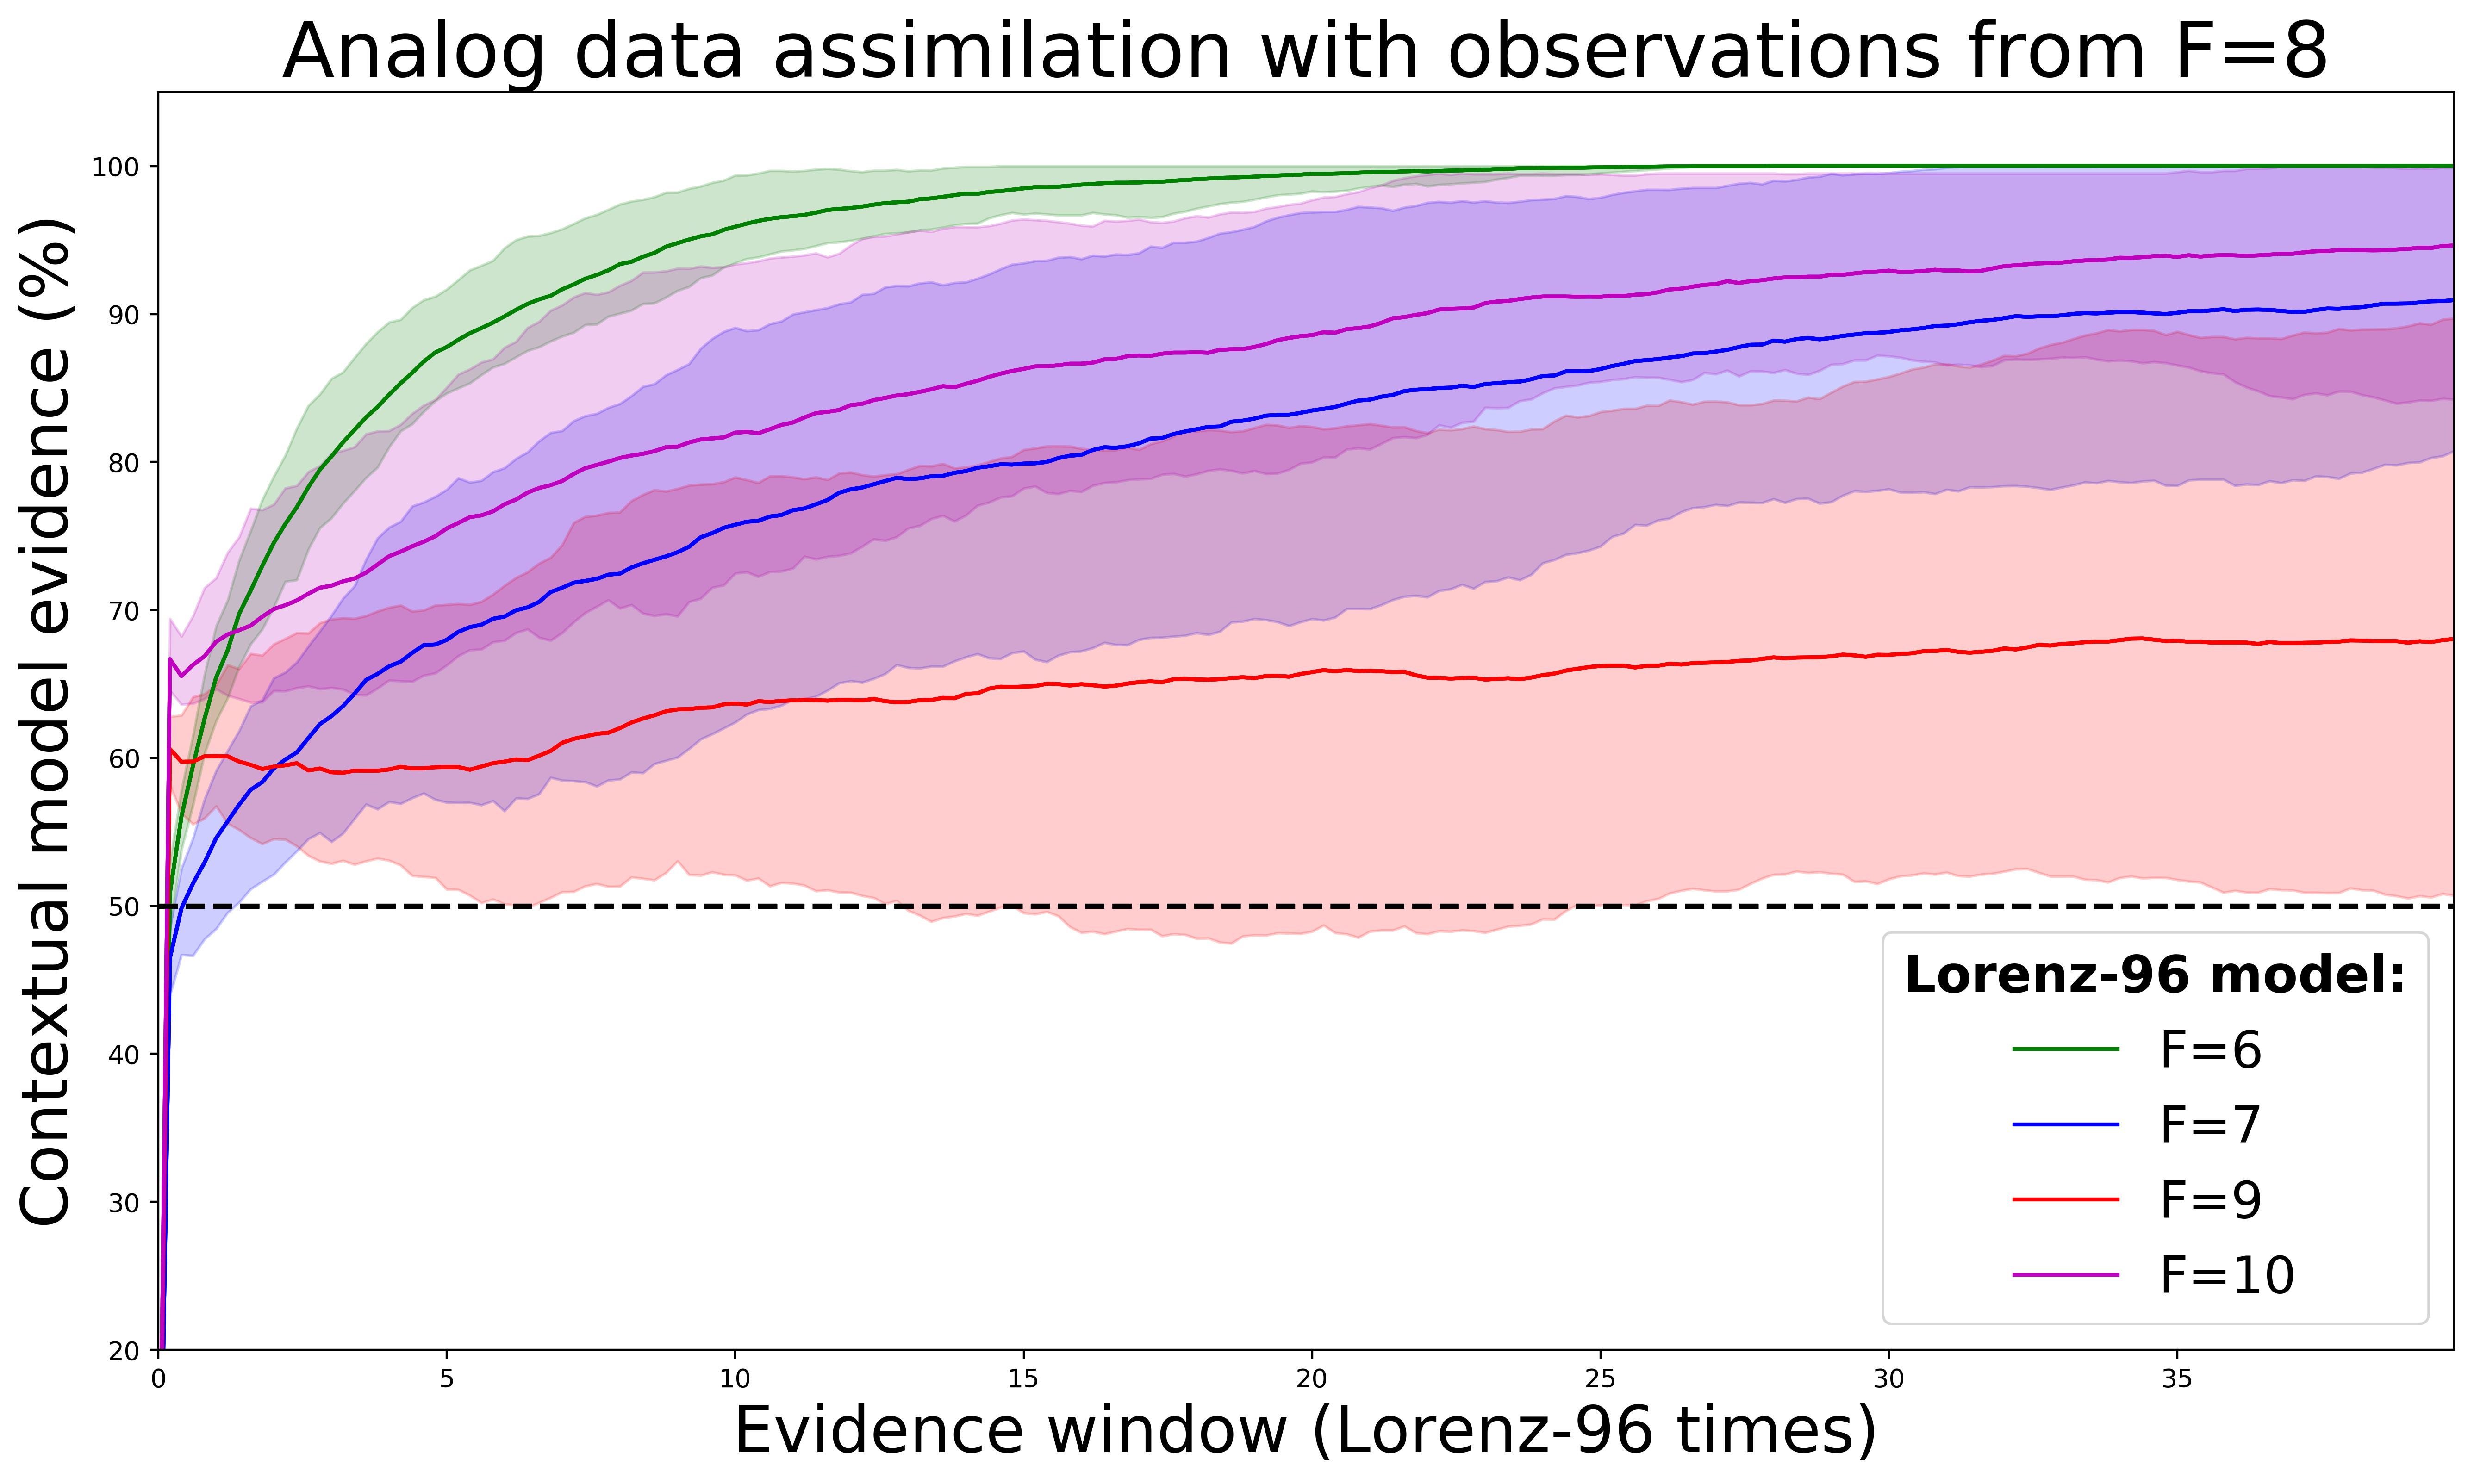 Analog data assimilation with observations from F=8
Contextual model evidence (%)
100
90
80
70
60
50
40
30
20
0 5 10 15 20 25 30 35
Evidence window (Lorenz-96 times)
Lorenz-96 model:
F=6
F=7
F=9
F=10